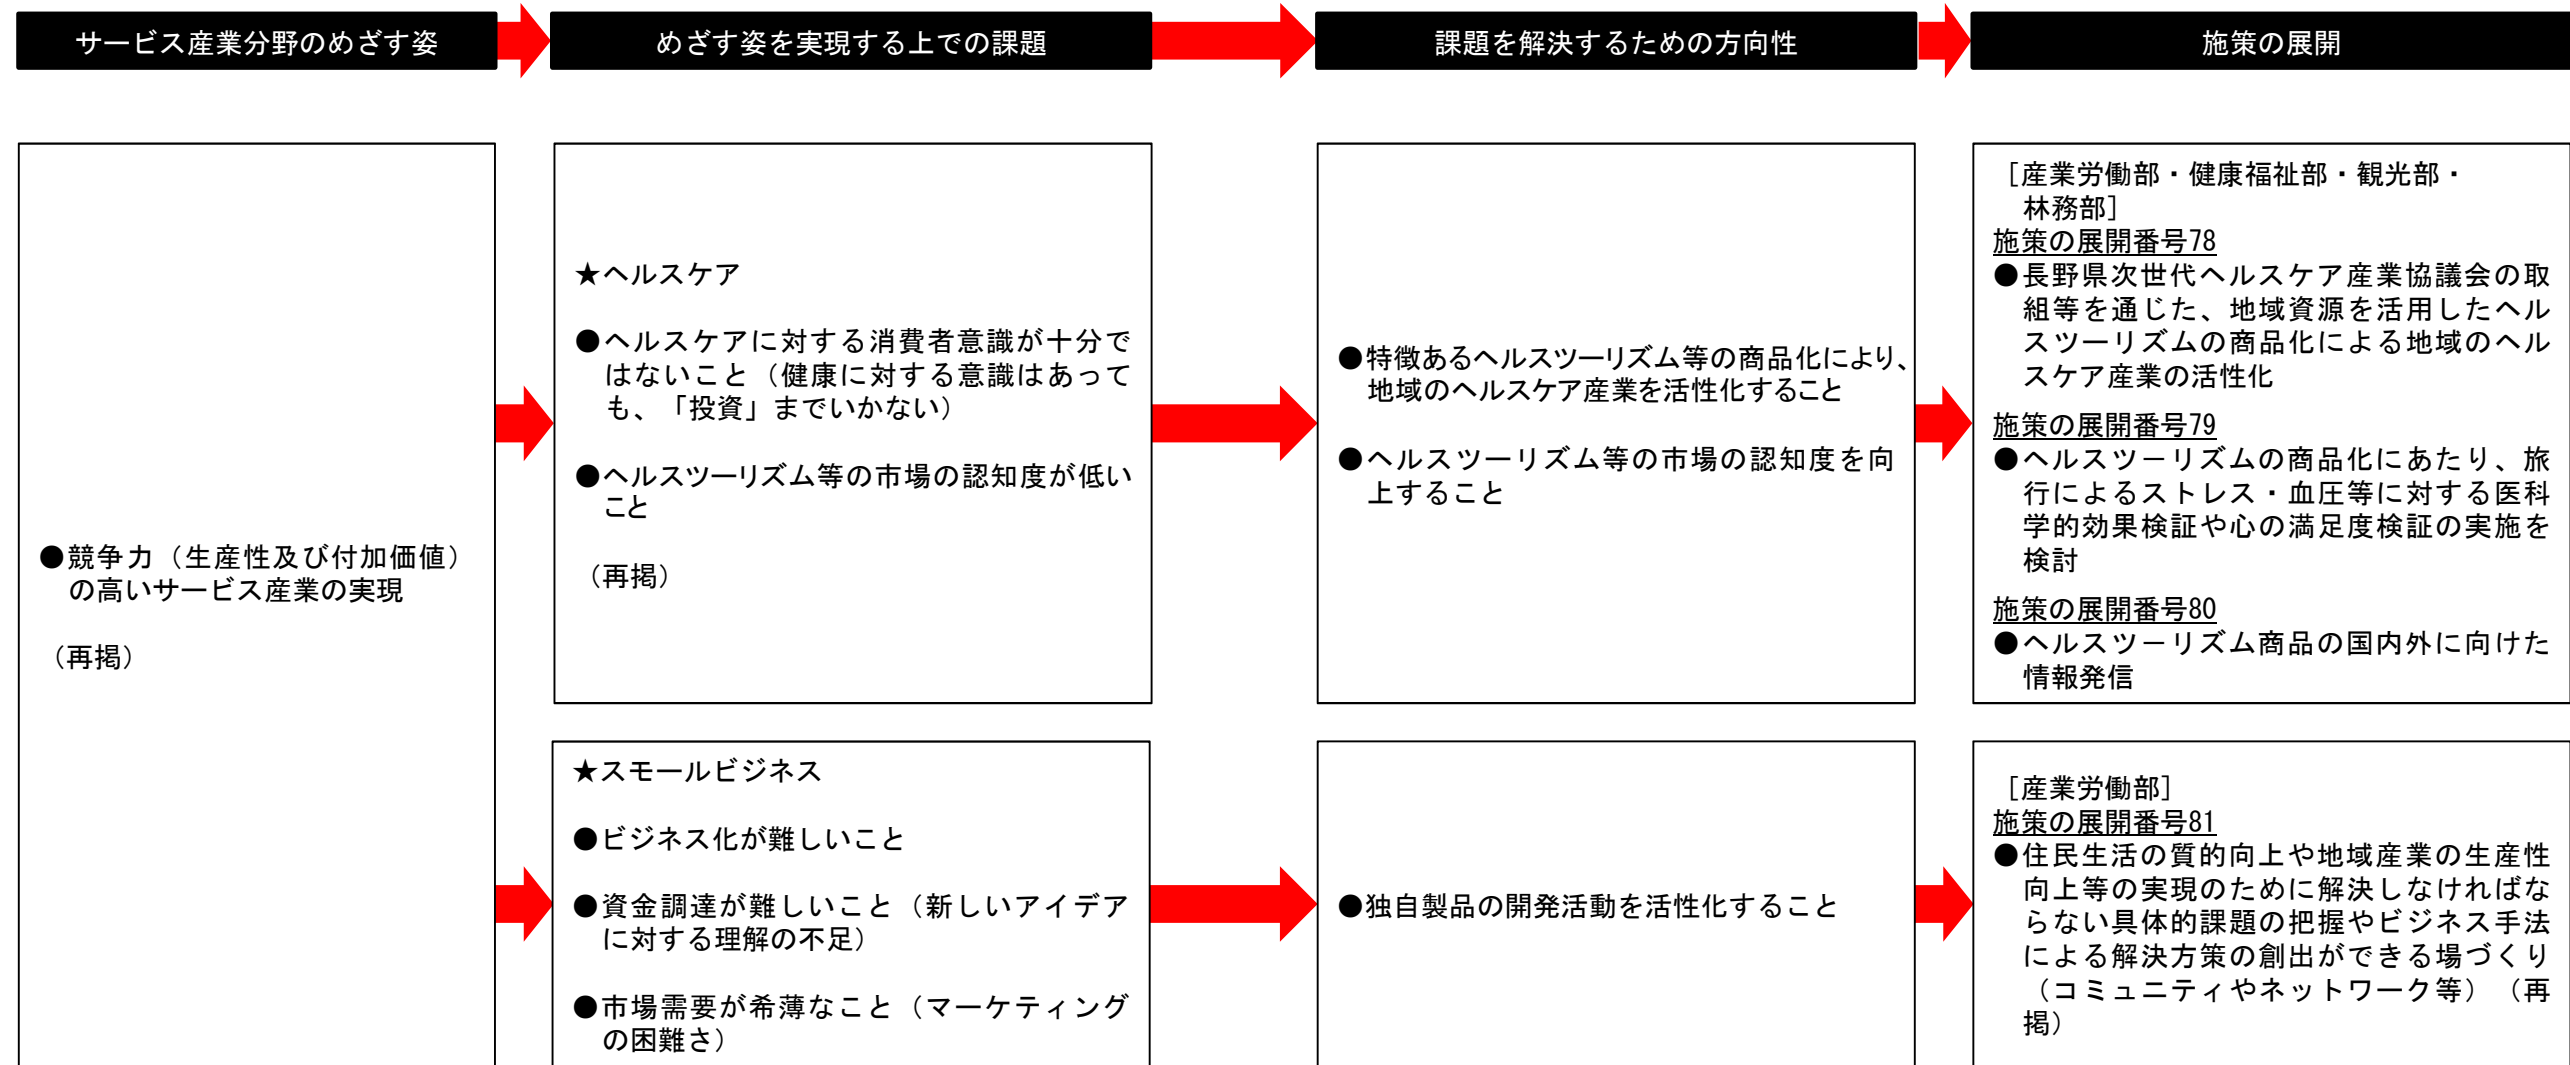 サービス産業分野のめざす姿
めざす姿を実現する上での課題
課題を解決するための方向性
施策の展開
●競争力（生産性及び付加価値）
の高いサービス産業の実現
（再掲）
★ヘルスケア
●ヘルスケアに対する消費者意識が十分で
はないこと（健康に対する意識はあって
も、「投資」までいかない）
●ヘルスツーリズム等の市場の認知度が低い
こと
（再掲）
●特徴あるヘルスツーリズム等の商品化により、
地域のヘルスケア産業を活性化すること
●ヘルスツーリズム等の市場の認知度を向
上すること
［産業労働部・健康福祉部・観光部・
林務部］
施策の展開番号78
●長野県次世代ヘルスケア産業協議会の取
組等を通じた、地域資源を活用したヘル
スツーリズムの商品化による地域のヘル
スケア産業の活性化
施策の展開番号79
●ヘルスツーリズムの商品化にあたり、旅
行によるストレス・血圧等に対する医科
学的効果検証や心の満足度検証の実施を
検討
施策の展開番号80
●ヘルスツーリズム商品の国内外に向けた
情報発信
★スモールビジネス
●ビジネス化が難しいこと
●資金調達が難しいこと（新しいアイデア
に対する理解の不足）
●市場需要が希薄なこと（マーケティング
の困難さ）
●独自製品の開発活動を活性化すること
［産業労働部］
施策の展開番号81
●住民生活の質的向上や地域産業の生産性
向上等の実現のために解決しなければな
らない具体的課題の把握やビジネス手法
による解決方策の創出ができる場づくり
（コミュニティやネットワーク等）（再
掲）